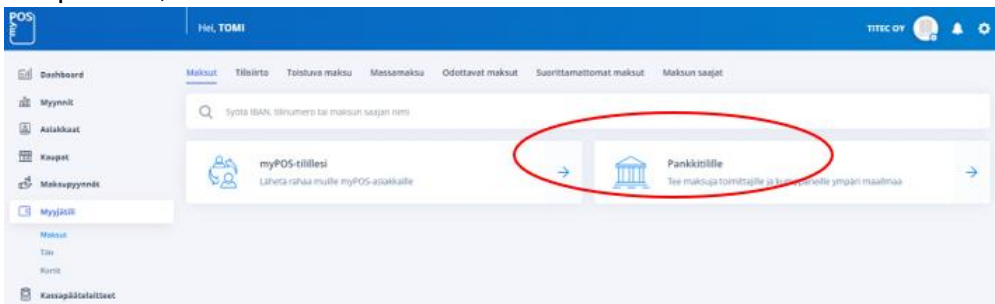 myPOS
Hei, TOMI
TITEC OY
Dashboard
Myynnit
Asiakkaat
Kaupat
Maksupyynnöt
Myyjätili
Maksut
Tilit
Kortit
Kassapäätelaitteet
Maksut Tilisiirto Toistuva maksu Massamaksu Odottavat maksut Suorittamattomat maksut Maksun saajat
Syötä IBAN, tilinumero tai maksun saajan nimi
myPOS-tilillesi
Lähetä rahaa muille myPOS-asiakkaille
Pankkitilille
Tee maksuja toimittajille ja kumppaneille ympäri maailmaa